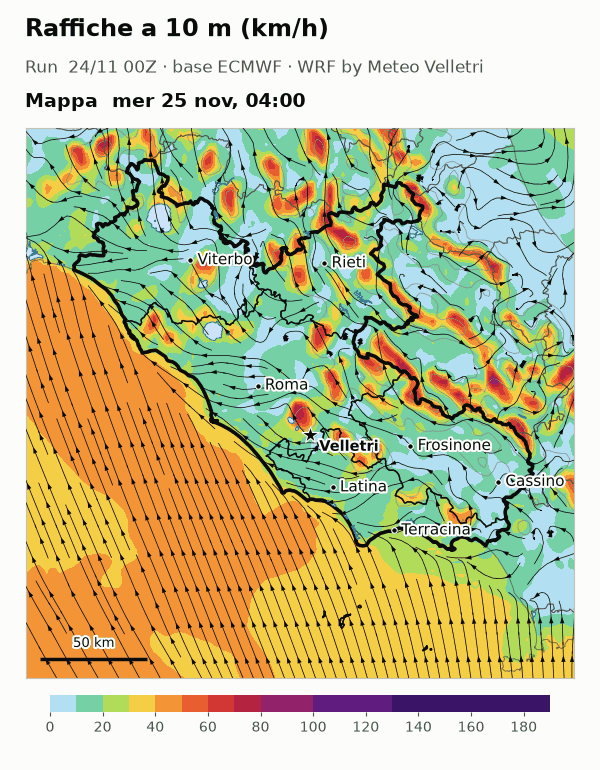 Raffiche a 10 m (km/h)
Run  24/11 00Z · base ECMWF · WRF by Meteo Velletri
Mappa  mer 25 nov, 04:00
Viterbo
Rieti
Roma
Velletri
Frosinone
Cassino
Latina
Terracina
50 km
0 20 40 60 80 100 120 140 160 180